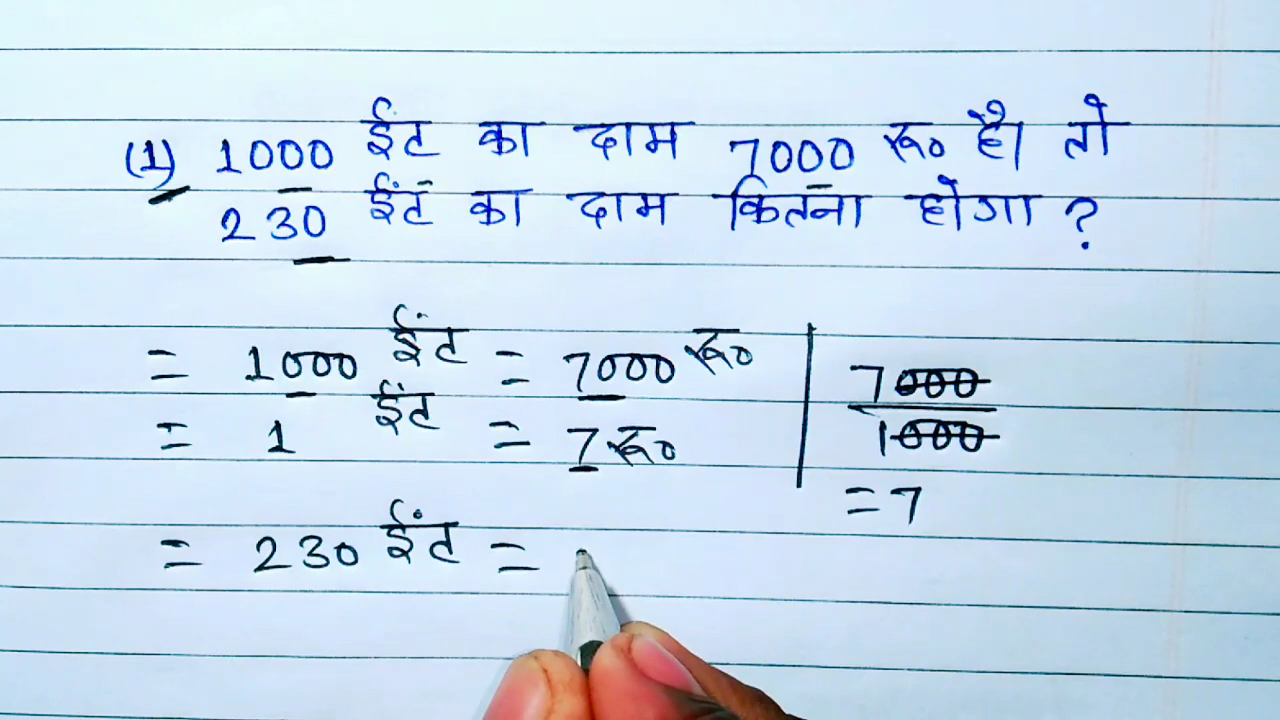 (1) 1000 ईंट का दाम 7000 रू० है। तो
230 ईंट का दाम कितना होगा ?
= 1000 ईंट = 7000 रू०
= 1 ईंट = 7 रू०
= 230 ईंट =
7000
1000
= 7